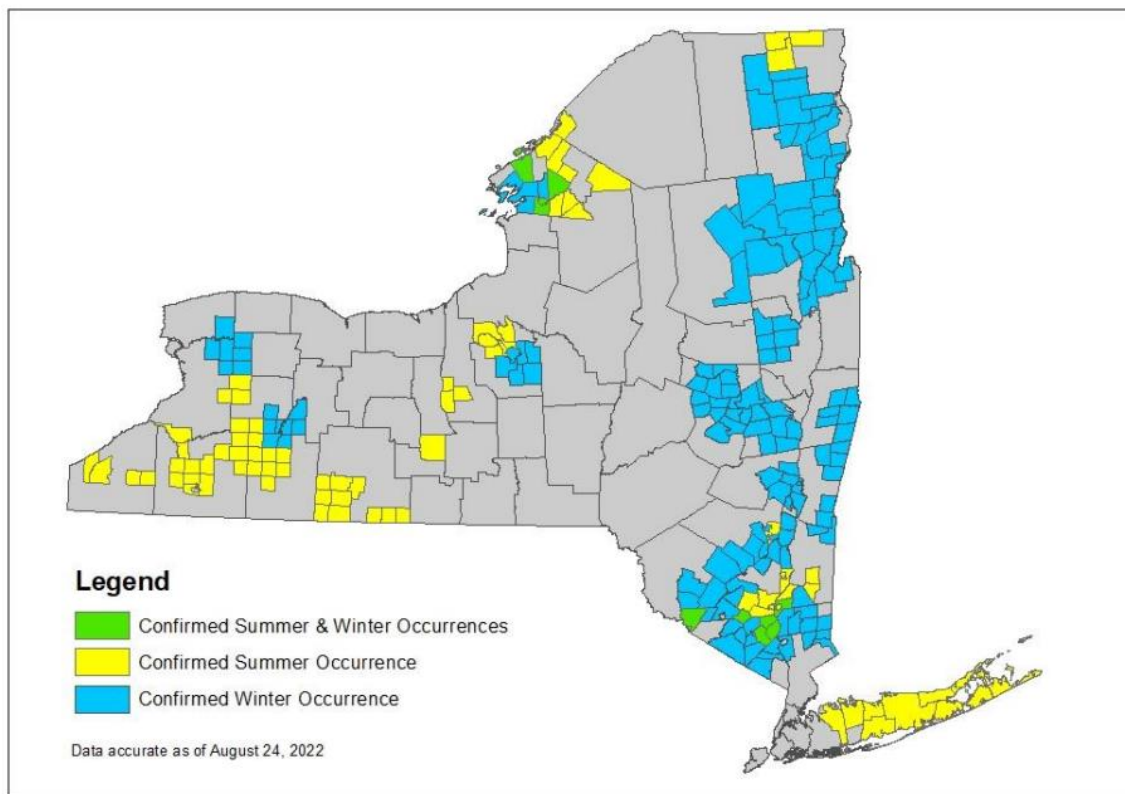 Legend
Confirmed Summer & Winter Occurrences
Confirmed Summer Occurrence
Confirmed Winter Occurrence
Data accurate as of August 24, 2022